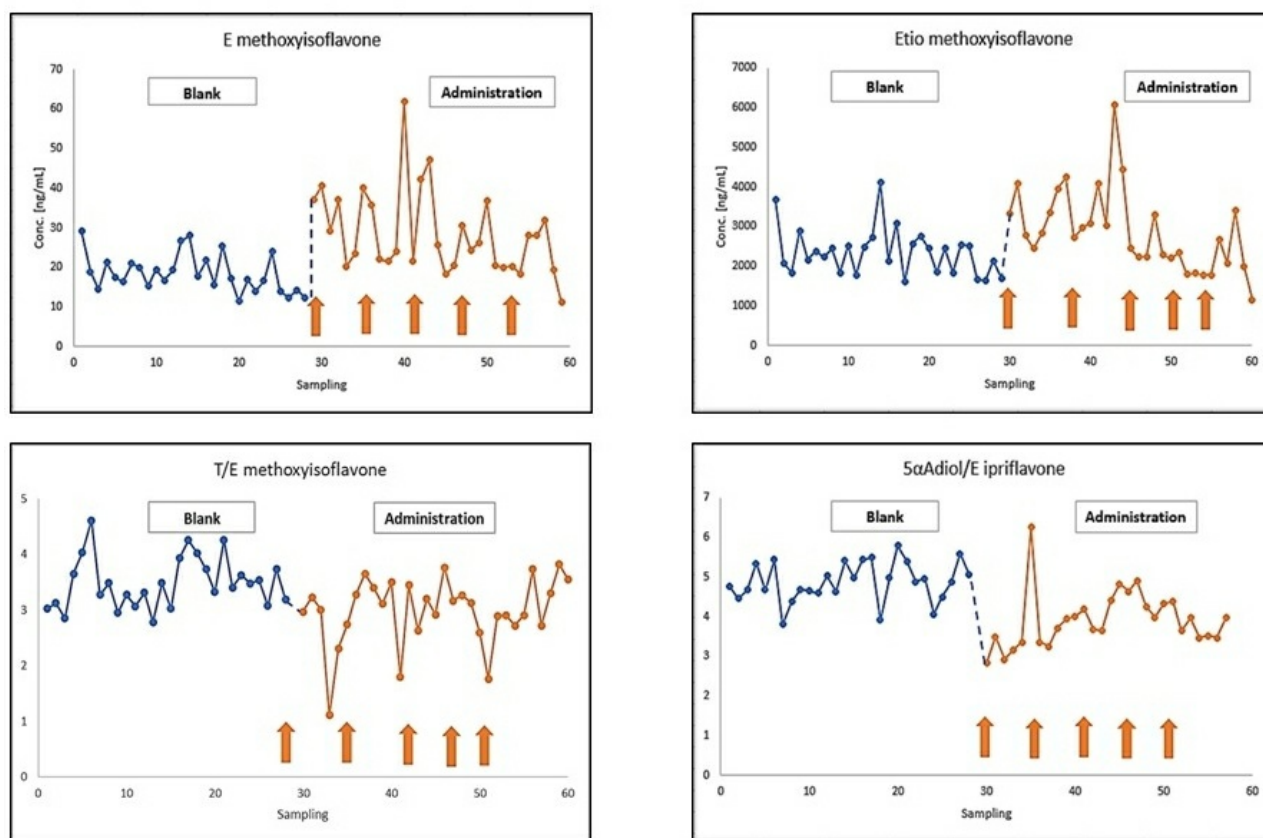 E methoxyisoflavone
Blank
Administration
Conc. [ng/mL]
70
60
50
40
30
20
10
0
0 10 20 30 40 50 60
Sampling
Etio methoxyisoflavone
Blank
Administration
Conc. [ng/mL]
7000
6000
5000
4000
3000
2000
1000
0
0 10 20 30 40 50 60
Sampling
T/E methoxyisoflavone
Blank
Administration
5
4
3
2
1
0
0 10 20 30 40 50 60
Sampling
5αAdiol/E ipriflavone
Blank
Administration
7
6
5
4
3
2
1
0
0 10 20 30 40 50 60
Sampling